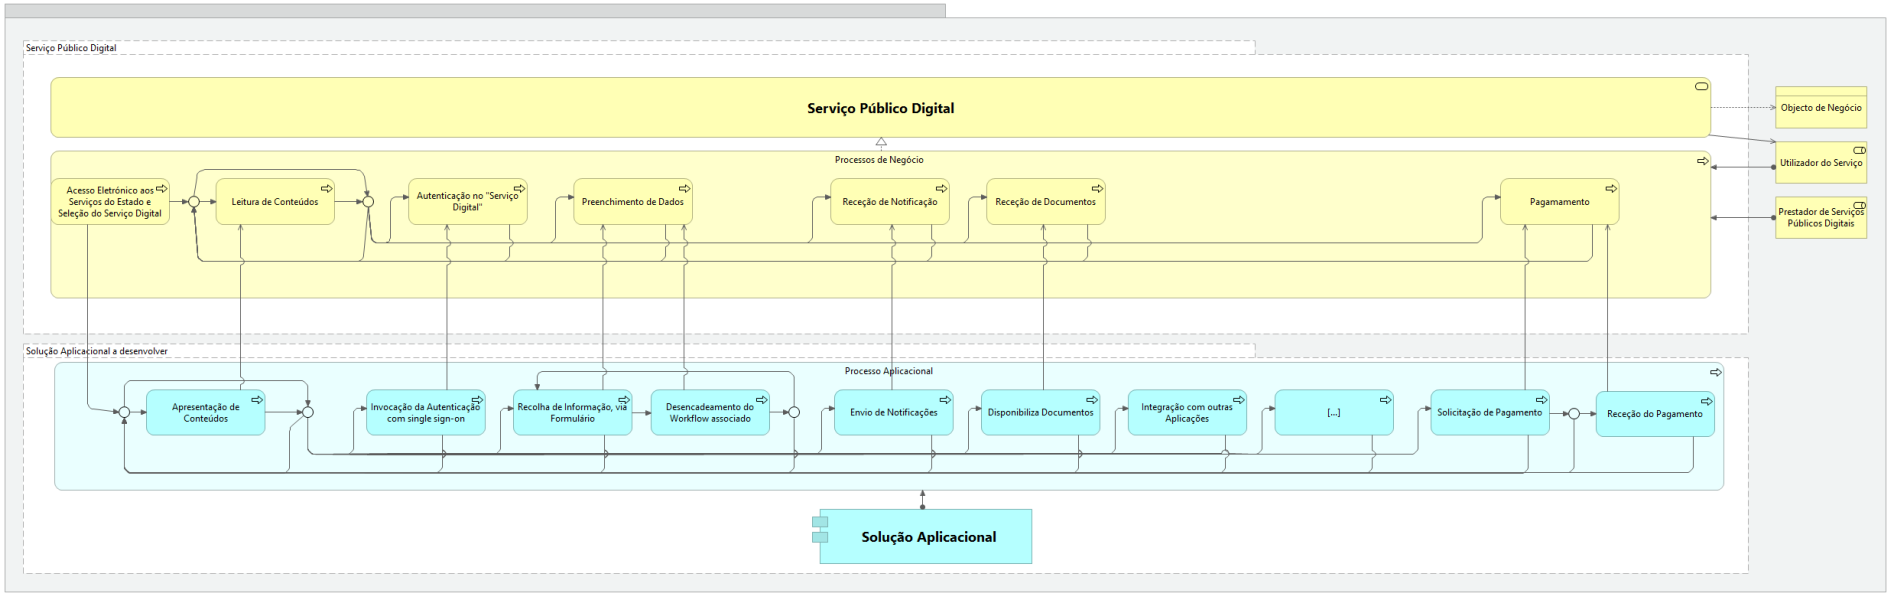 Serviço Público Digital
Serviço Público Digital
Objecto de Negócio
Processos de Negócio
Utilizador do Serviço
Acesso Eletrónico aos
Serviços do Estado e
Seleção do Serviço Digital
Leitura de Conteúdos
Autenticação no "Serviço
Digital"
Preenchimento de Dados
Receção de Notificação
Receção de Documentos
Pagamamento
Prestador de Serviços
Públicos Digitais
Solução Aplicacional a desenvolver
Processo Aplicacional
Apresentação de
Conteúdos
Invocação da Autenticação
com single sign-on
Recolha de Informação, via
Formulário
Desencadeamento do
Workflow associado
Envio de Notificações
Disponibiliza Documentos
Integração com outras
Aplicações
[...]
Solicitação de Pagamento
Receção do Pagamento
Solução Aplicacional